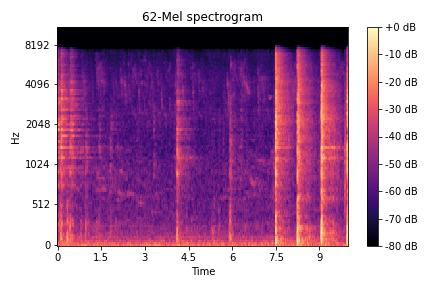 62-Mel spectrogram
+0 dB
8192
-10 dB
4096
-20 dB
-30 dB
2048
Hz
-40 dB
1024
-50 dB
512
-60 dB
-70 dB
0
-80 dB
0 1.5 3 4.5 6 7.5 9
Time